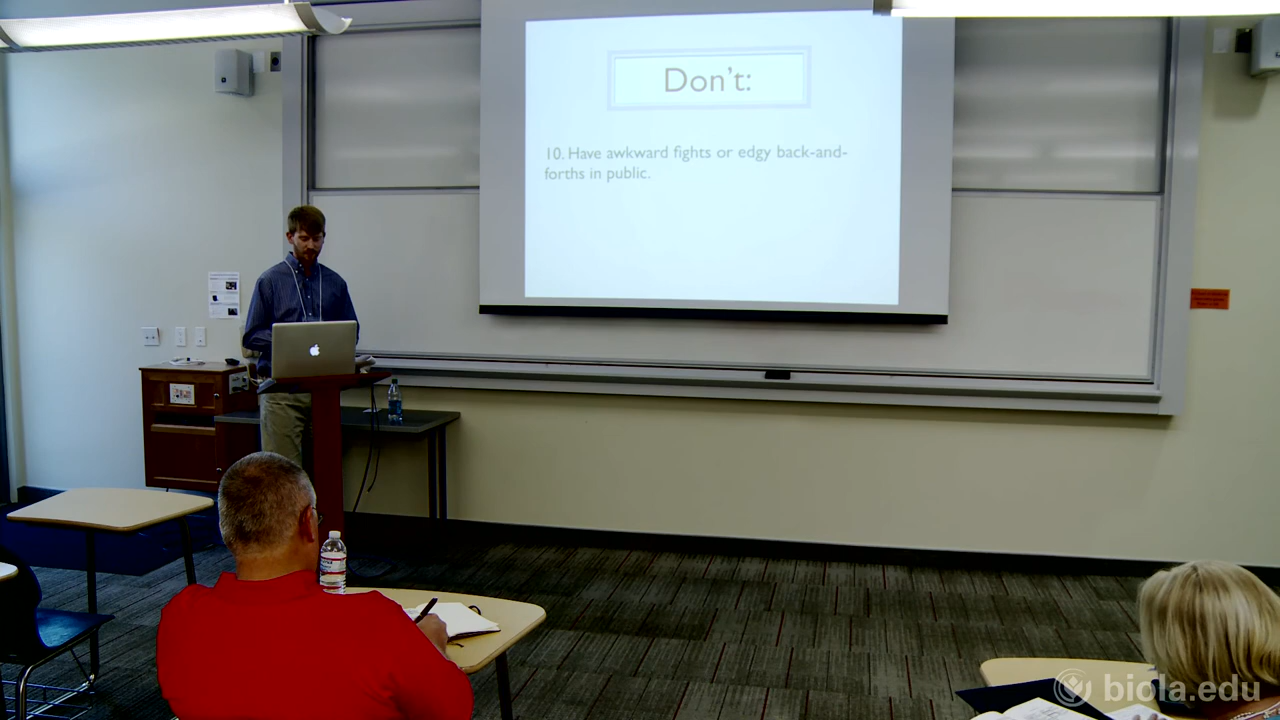 Don't:
10. Have awkward fights or edgy back-and-
forths in public.
biola.edu